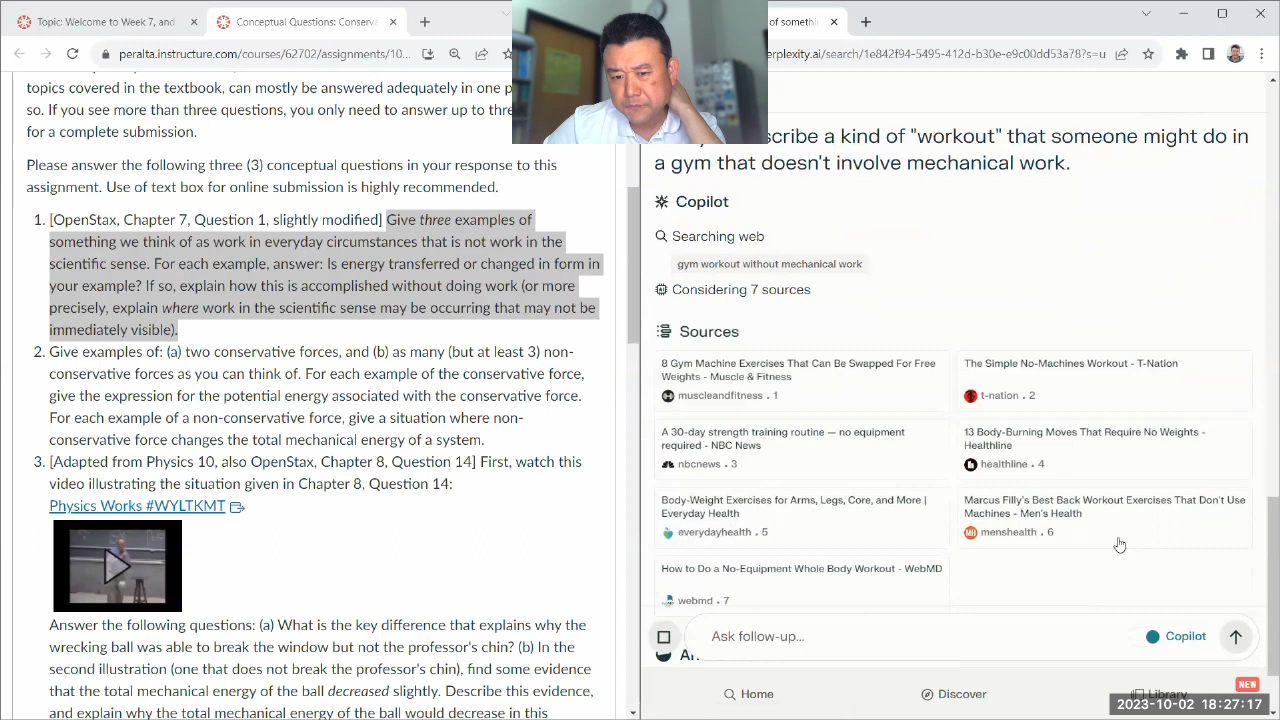 Topic: Welcome to Week 7, and
Conceptual Questions: Conserva
of something
peralta.instructure.com/courses/62702/assignments/10...
perplexity.ai/search/1e842f94-5495-412d-b30e-e9c00dd53a78?s=u
topics covered in the textbook, can mostly be answered adequately in one p
so. If you see more than three questions, you only need to answer up to thre
for a complete submission.
Please answer the following three (3) conceptual questions in your response to this
assignment. Use of text box for online submission is highly recommended.
1. [OpenStax, Chapter 7, Question 1, slightly modified] Give three examples of
something we think of as work in everyday circumstances that is not work in the
scientific sense. For each example, answer: Is energy transferred or changed in form in
your example? If so, explain how this is accomplished without doing work (or more
precisely, explain where work in the scientific sense may be occurring that may not be
immediately visible).
2. Give examples of: (a) two conservative forces, and (b) as many (but at least 3) non-
conservative forces as you can think of. For each example of the conservative force,
give the expression for the potential energy associated with the conservative force.
For each example of a non-conservative force, give a situation where non-
conservative force changes the total mechanical energy of a system.
3. [Adapted from Physics 10, also OpenStax, Chapter 8, Question 14] First, watch this
video illustrating the situation given in Chapter 8, Question 14:
Physics Works #WYLTKMT
Answer the following questions: (a) What is the key difference that explains why the
wrecking ball was able to break the window but not the professor's chin? (b) In the
second illustration (one that does not break the professor's chin), find some evidence
that the total mechanical energy of the ball decreased slightly. Describe this evidence,
and explain why the total mechanical energy of the ball would decrease in this
scribe a kind of "workout" that someone might do in
a gym that doesn't involve mechanical work.
Copilot
Searching web
gym workout without mechanical work
Considering 7 sources
Sources
8 Gym Machine Exercises That Can Be Swapped For Free
Weights - Muscle & Fitness
muscleandfitness · 1
The Simple No-Machines Workout - T-Nation
t-nation · 2
A 30-day strength training routine — no equipment
required - NBC News
nbcnews · 3
13 Body-Burning Moves That Require No Weights -
Healthline
healthline · 4
Body-Weight Exercises for Arms, Legs, Core, and More |
Everyday Health
everydayhealth · 5
Marcus Filly's Best Back Workout Exercises That Don't Use
Machines - Men's Health
MH menshealth · 6
How to Do a No-Equipment Whole Body Workout - WebMD
webmd · 7
Ask follow-up...
Copilot
Home
Discover
Library
NEW
2023-10-02 18:27:17